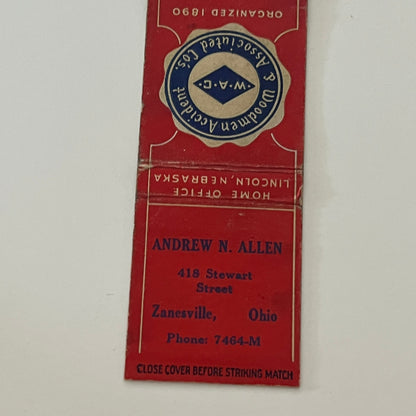 ORGANIZED 1890
Woodmen Accident
& Associated Co's.
W·A·C·
HOME OFFICE
LINCOLN, NEBRASKA
ANDREW N. ALLEN
418 Stewart
Street
Zanesville, Ohio
Phone: 7464-M
CLOSE COVER BEFORE STRIKING MATCH